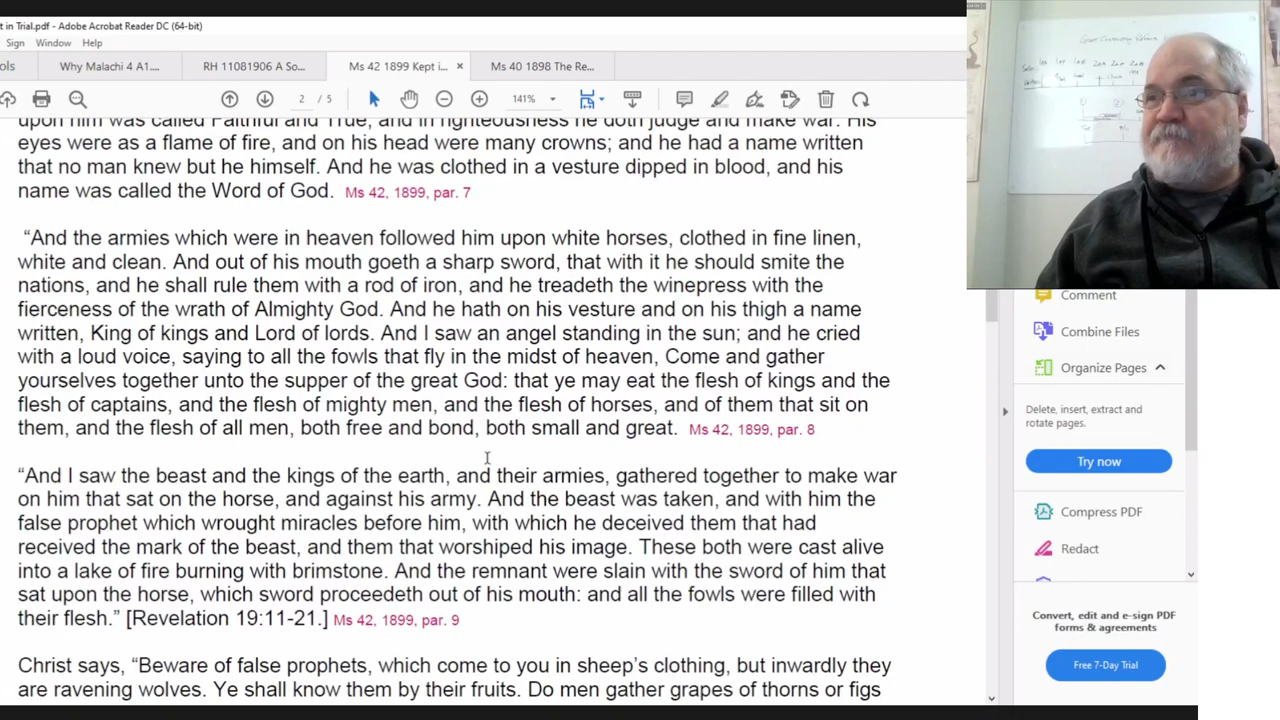 t in Trial.pdf - Adobe Acrobat Reader DC (64-bit)
Sign Window Help
ols Why Malachi 4 A1... RH 11081906 A So... Ms 42 1899 Kept i... × Ms 40 1898 The Re...
2 / 5 141%
upon him was called Faithful and True, and in righteousness he doth judge and make war. His
eyes were as a flame of fire, and on his head were many crowns; and he had a name written
that no man knew but he himself. And he was clothed in a vesture dipped in blood, and his
name was called the Word of God. Ms 42, 1899, par. 7
“And the armies which were in heaven followed him upon white horses, clothed in fine linen,
white and clean. And out of his mouth goeth a sharp sword, that with it he should smite the
nations, and he shall rule them with a rod of iron, and he treadeth the winepress with the
fierceness of the wrath of Almighty God. And he hath on his vesture and on his thigh a name
written, King of kings and Lord of lords. And I saw an angel standing in the sun; and he cried
with a loud voice, saying to all the fowls that fly in the midst of heaven, Come and gather
yourselves together unto the supper of the great God: that ye may eat the flesh of kings and the
flesh of captains, and the flesh of mighty men, and the flesh of horses, and of them that sit on
them, and the flesh of all men, both free and bond, both small and great. Ms 42, 1899, par. 8
“And I saw the beast and the kings of the earth, and their armies, gathered together to make war
on him that sat on the horse, and against his army. And the beast was taken, and with him the
false prophet which wrought miracles before him, with which he deceived them that had
received the mark of the beast, and them that worshiped his image. These both were cast alive
into a lake of fire burning with brimstone. And the remnant were slain with the sword of him that
sat upon the horse, which sword proceedeth out of his mouth: and all the fowls were filled with
their flesh.” [Revelation 19:11-21.] Ms 42, 1899, par. 9
Christ says, “Beware of false prophets, which come to you in sheep’s clothing, but inwardly they
are ravening wolves. Ye shall know them by their fruits. Do men gather grapes of thorns or figs
Comment
Combine Files
Organize Pages
Delete, insert, extract and
rotate pages.
Try now
Compress PDF
Redact
Convert, edit and e-sign PDF
forms & agreements
Free 7-Day Trial